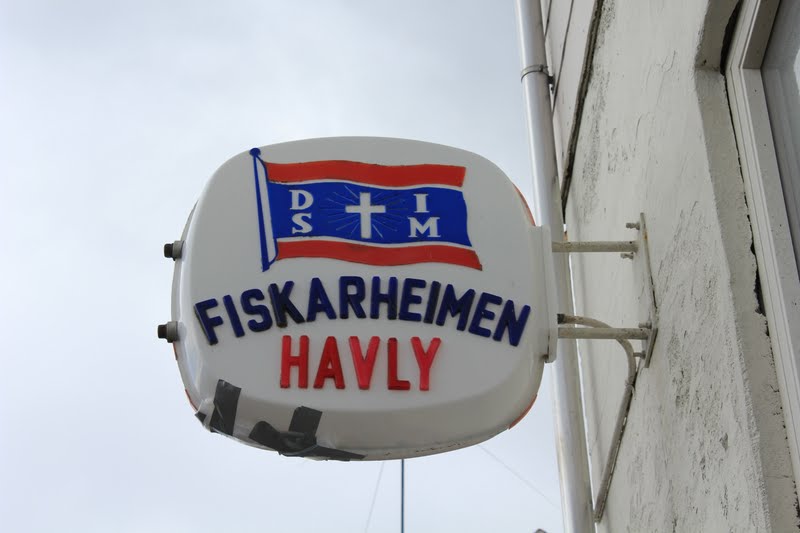 D I
S M
FISKARHEIMEN
HAVLY